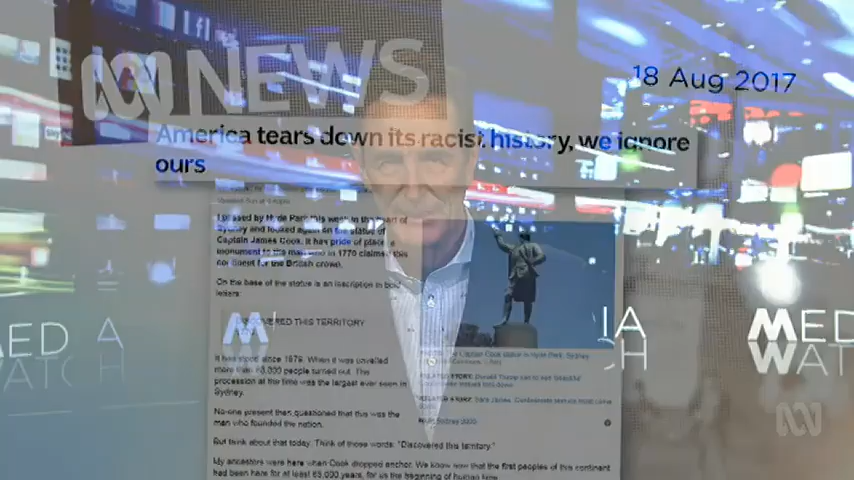 ABC NEWS
18 Aug 2017
America tears down its racist history, we ignore
ours
I passed by Hyde Park this week in the heart of
Sydney and looked again on the statue of
Captain James Cook. It has pride of place, a
monument to the man who in 1770 claimed this
continent for the British crown.
On the base of the statue is an inscription in bold
letters:
DISCOVERED THIS TERRITORY
It has stood since 1879. When it was unveiled
more than 60,000 people turned out. The
procession at the time was the largest ever seen in
Sydney.
No-one present then questioned that this was the
man who founded the nation.
But think about that today. Think of those words: "Discovered this territory."
My ancestors were here when Cook dropped anchor. We know now that the first peoples of this continent
had been here for at least 65,000 years, for us the beginning of human time.
MEDIA
WATCH
MED
WAT